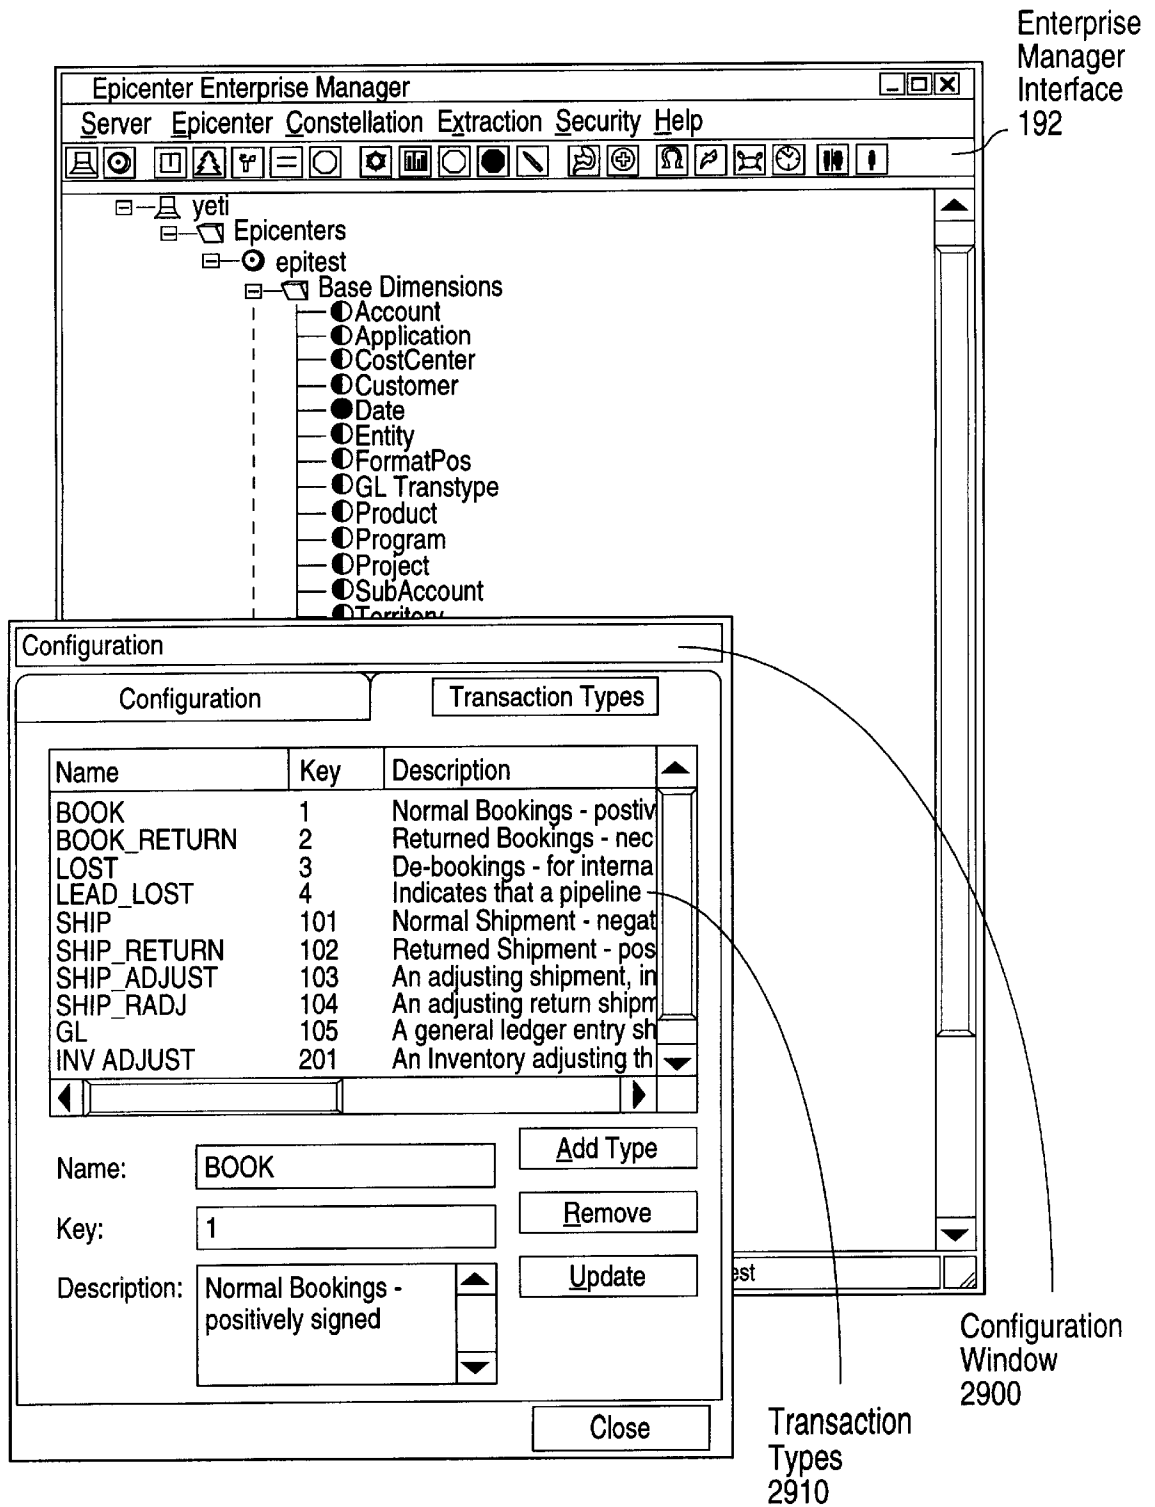 Enterprise
Manager
Interface
192
Epicenter Enterprise Manager
Server Epicenter Constellation Extraction Security Help
yeti
Epicenters
epitest
Base Dimensions
Account
Application
CostCenter
Customer
Date
Entity
FormatPos
GL Transtype
Product
Program
Project
SubAccount
Territory
Configuration
Configuration Transaction Types
Name Key Description
BOOK 1 Normal Bookings - postiv
BOOK_RETURN 2 Returned Bookings - nec
LOST 3 De-bookings - for interna
LEAD_LOST 4 Indicates that a pipeline
SHIP 101 Normal Shipment - negat
SHIP_RETURN 102 Returned Shipment - pos
SHIP_ADJUST 103 An adjusting shipment, in
SHIP_RADJ 104 An adjusting return shipm
GL 105 A general ledger entry sh
INV ADJUST 201 An Inventory adjusting th
Name: BOOK Add Type
Key: 1 Remove
Description: Normal Bookings - Update
positively signed
est
Close
Configuration
Window
2900
Transaction
Types
2910